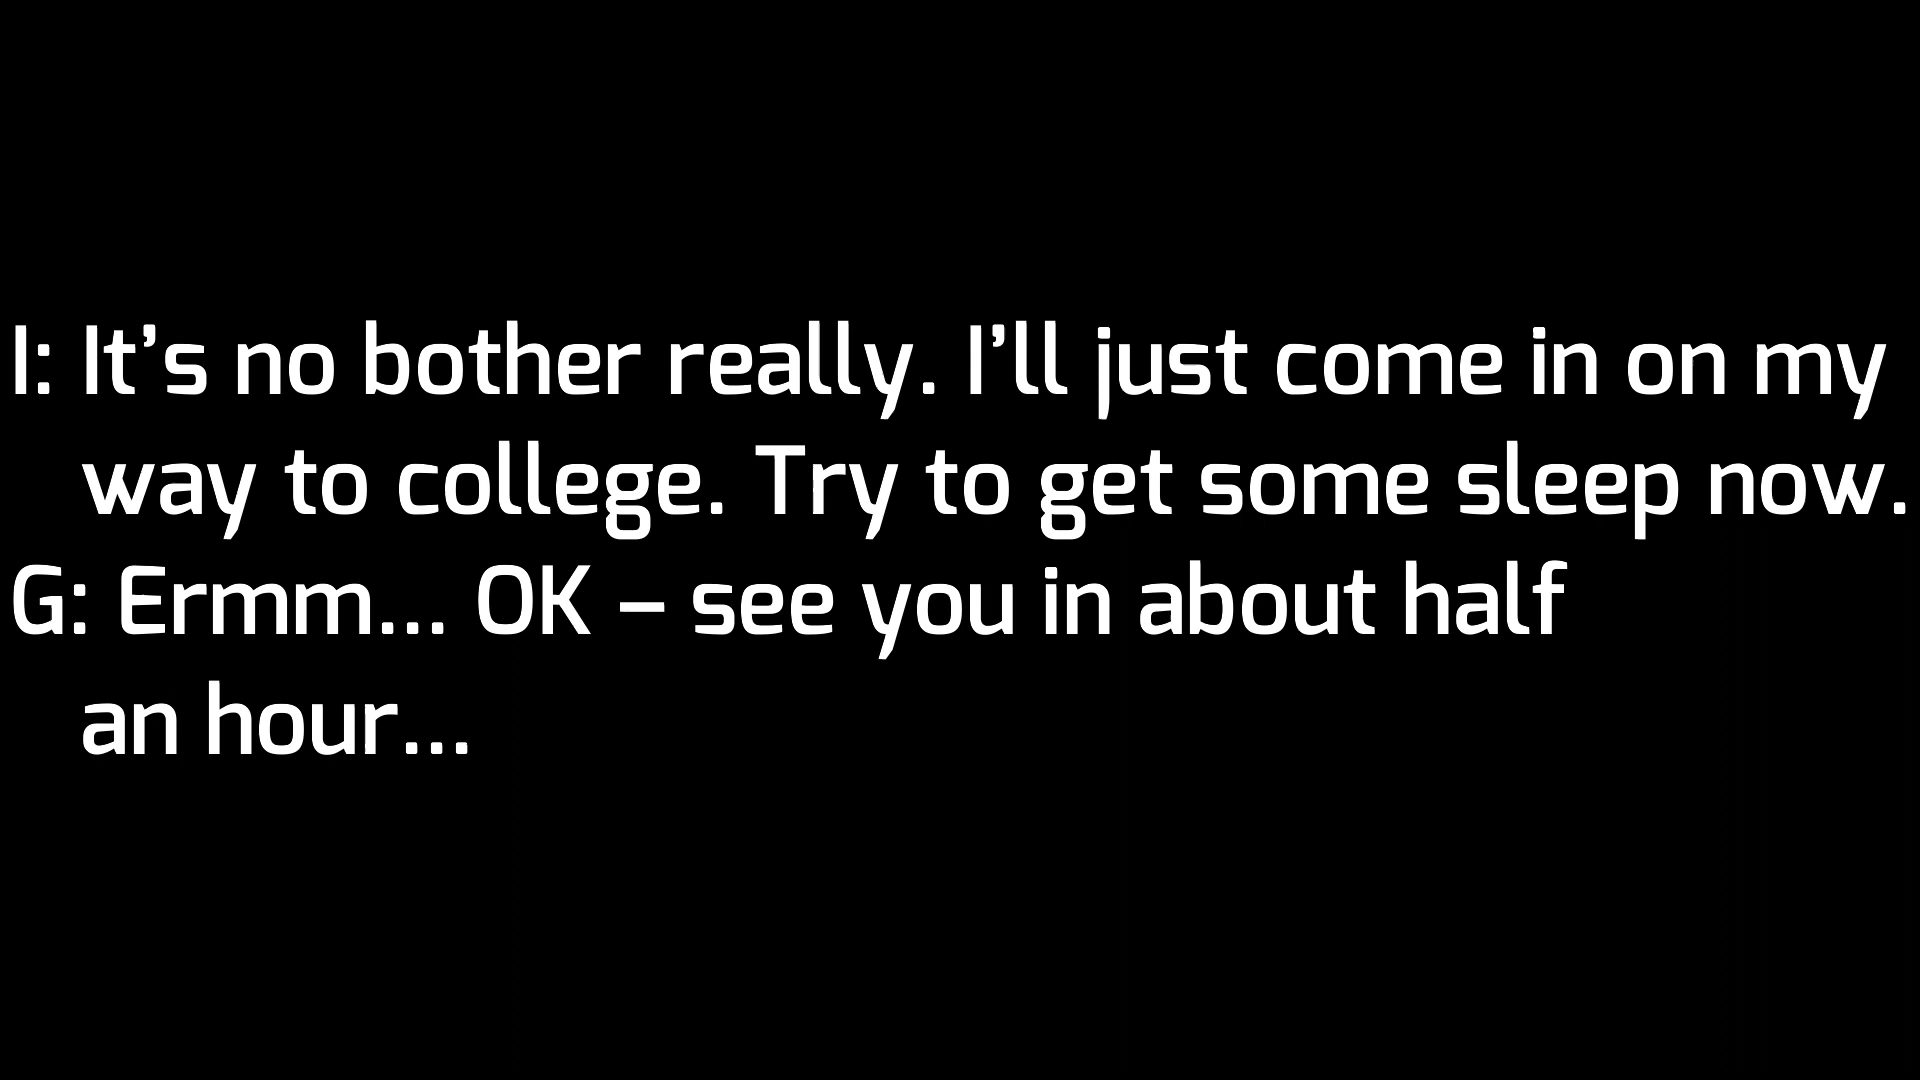 I: It’s no bother really. I’ll just come in on my
way to college. Try to get some sleep now.
G: Ermm... OK – see you in about half
an hour...